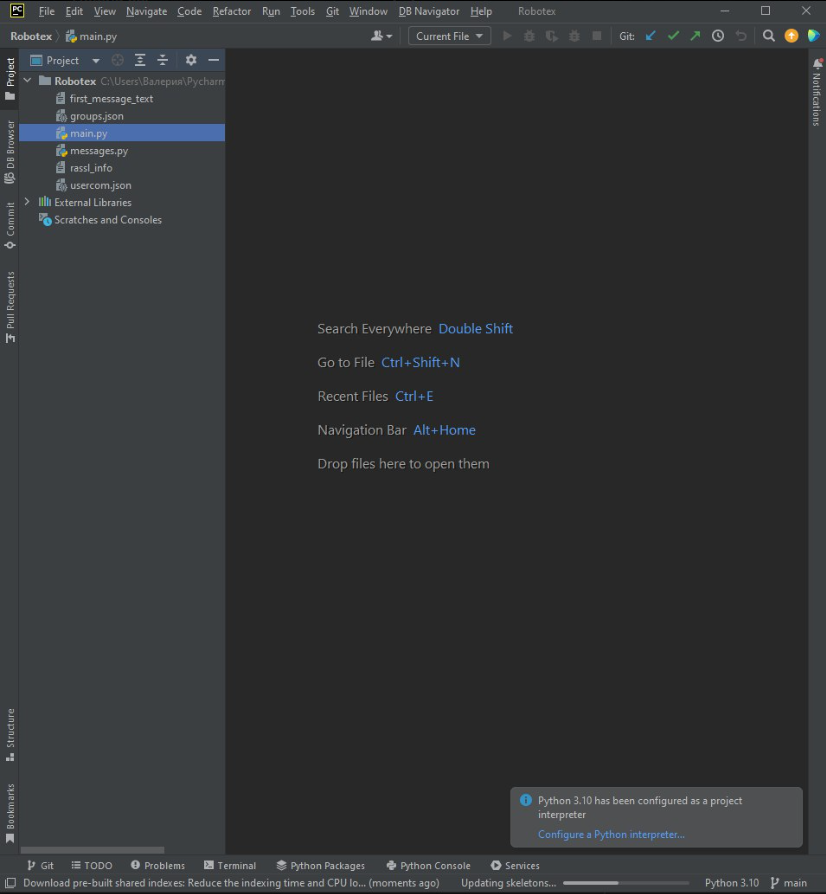 PC File Edit View Navigate Code Refactor Run Tools Git Window DB Navigator Help Robotex
Robotex main.py Current File Git:
Project
Robotex C:\Users\Валерия\Pycharm
first_message_text
groups.json
main.py
messages.py
rassl_info
usercom.json
External Libraries
Scratches and Consoles
Project
DB Browser
Commit
Pull Requests
Structure
Bookmarks
Search Everywhere Double Shift
Go to File Ctrl+Shift+N
Recent Files Ctrl+E
Navigation Bar Alt+Home
Drop files here to open them
Notifications
Python 3.10 has been configured as a project
interpreter
Configure a Python interpreter...
Git TODO Problems Terminal Python Packages Python Console Services
Download pre-built shared indexes: Reduce the indexing time and CPU lo... (moments ago) Updating skeletons... Python 3.10 main